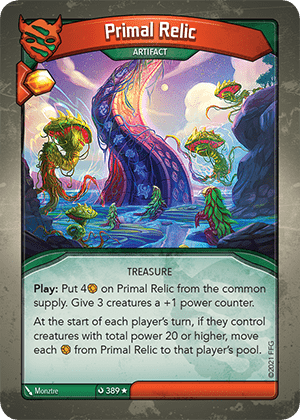 Primal Relic
ARTIFACT
TREASURE
Play: Put 4 on Primal Relic from the common
supply. Give 3 creatures a +1 power counter.
At the start of each player's turn, if they control
creatures with total power 20 or higher, move
each from Primal Relic to that player's pool.
Monztre
389
©2021 FFG